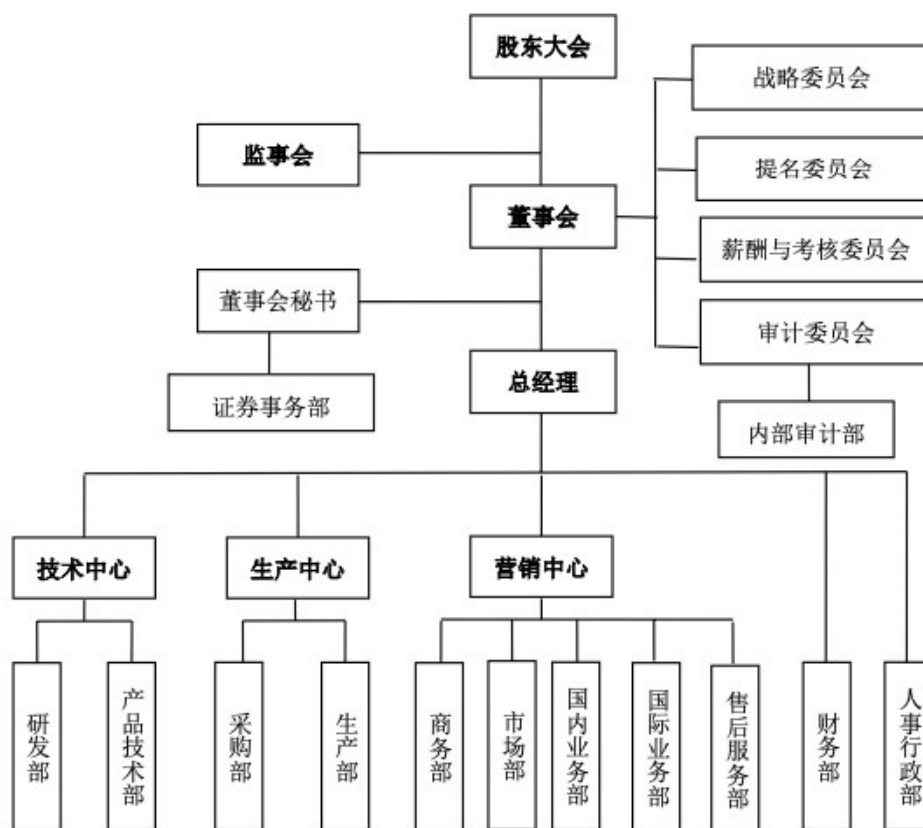 股东大会
战略委员会
监事会
提名委员会
董事会
薪酬与考核委员会
董事会秘书
审计委员会
总经理
证券事务部
内部审计部
技术中心
生产中心
营销中心
研发部
产品技术部
采购部
生产部
商务部
市场部
国内业务部
国际业务部
售后服务部
财务部
人事行政部